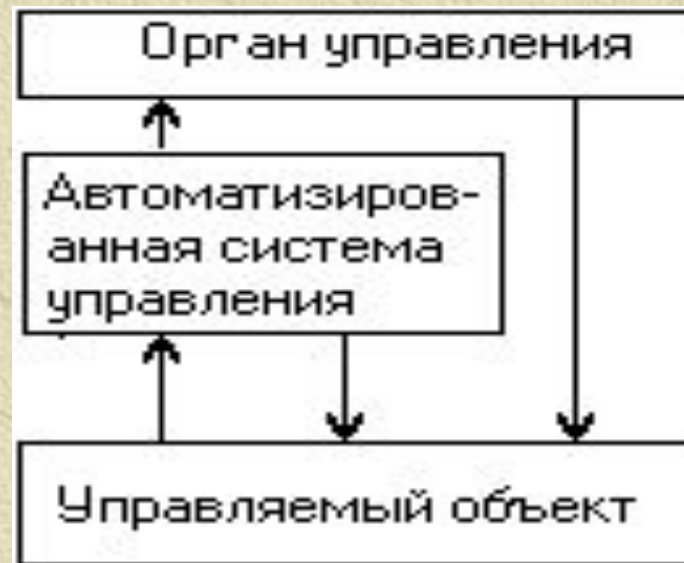 Орган управления
Автоматизиров-
анная система
управления
Управляемый объект